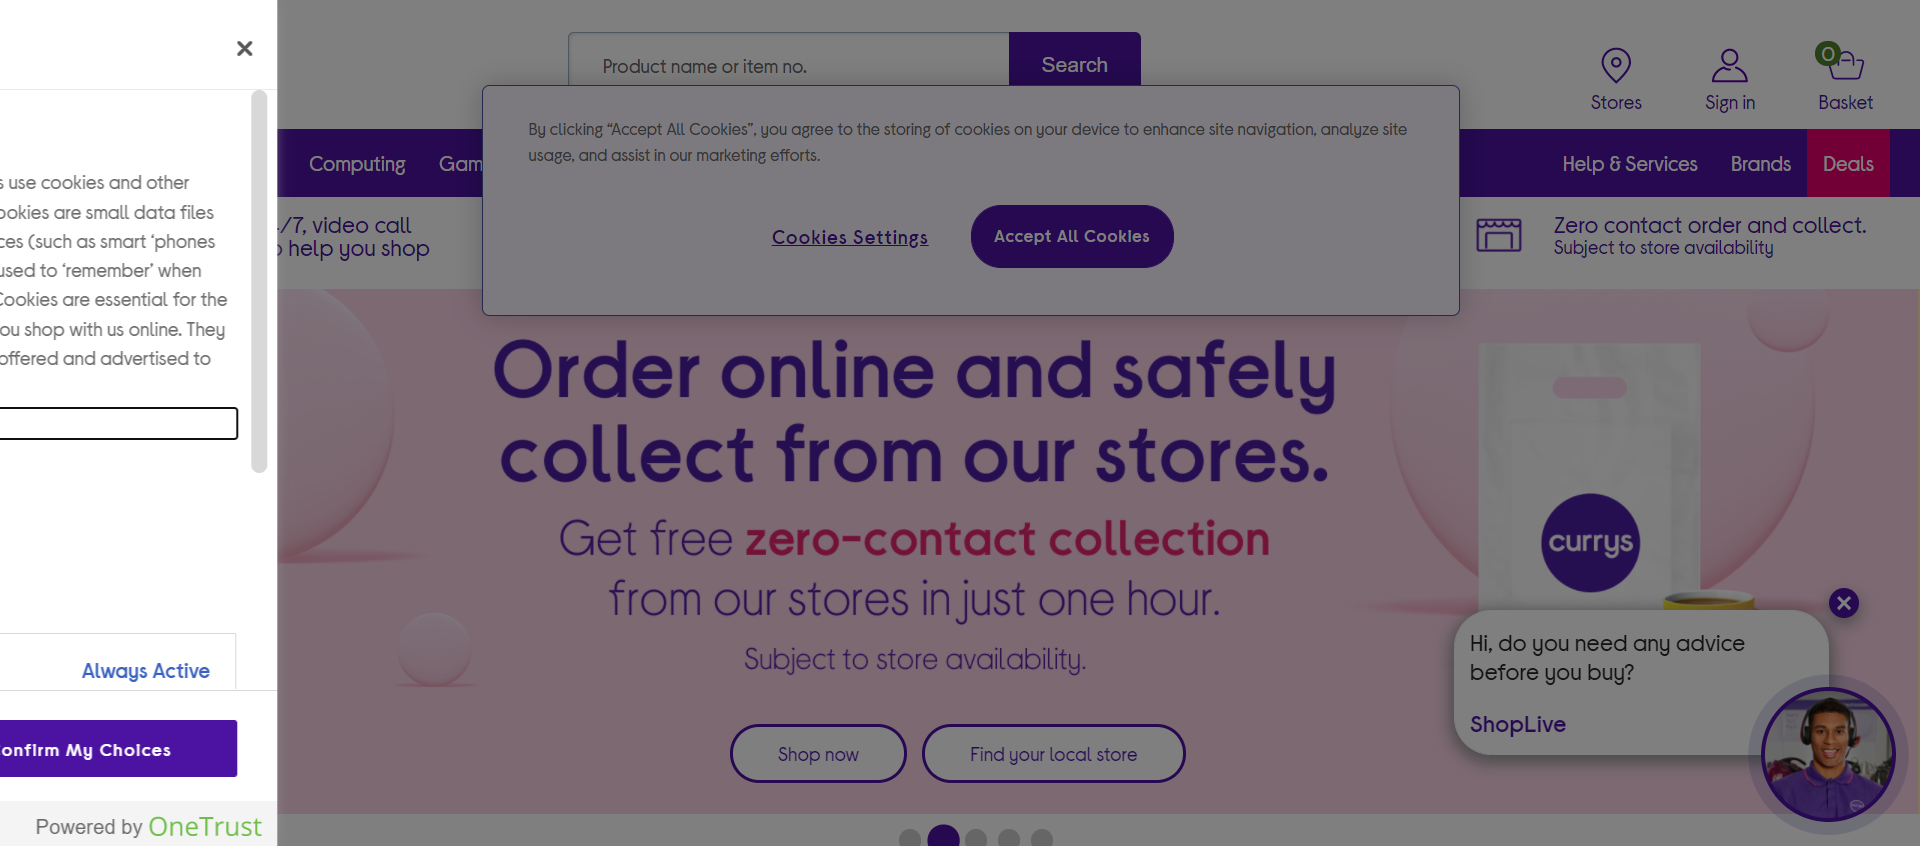 Product name or item no.
Search
0
Stores
Sign in
Basket
Computing
Help & Services
Brands
Deals
By clicking “Accept All Cookies”, you agree to the storing of cookies on your device to enhance site navigation, analyze site
usage, and assist in our marketing efforts.
Cookies Settings
Accept All Cookies
/7, video call
help you shop
Zero contact order and collect.
Subject to store availability
use cookies and other
ookies are small data files
ces (such as smart ‘phones
used to ‘remember’ when
Cookies are essential for the
ou shop with us online. They
offered and advertised to
Always Active
onfirm My Choices
Powered by OneTrust
Order online and safely
collect from our stores.
Get free zero-contact collection
from our stores in just one hour.
Subject to store availability.
Shop now
Find your local store
currys
Hi, do you need any advice
before you buy?
ShopLive